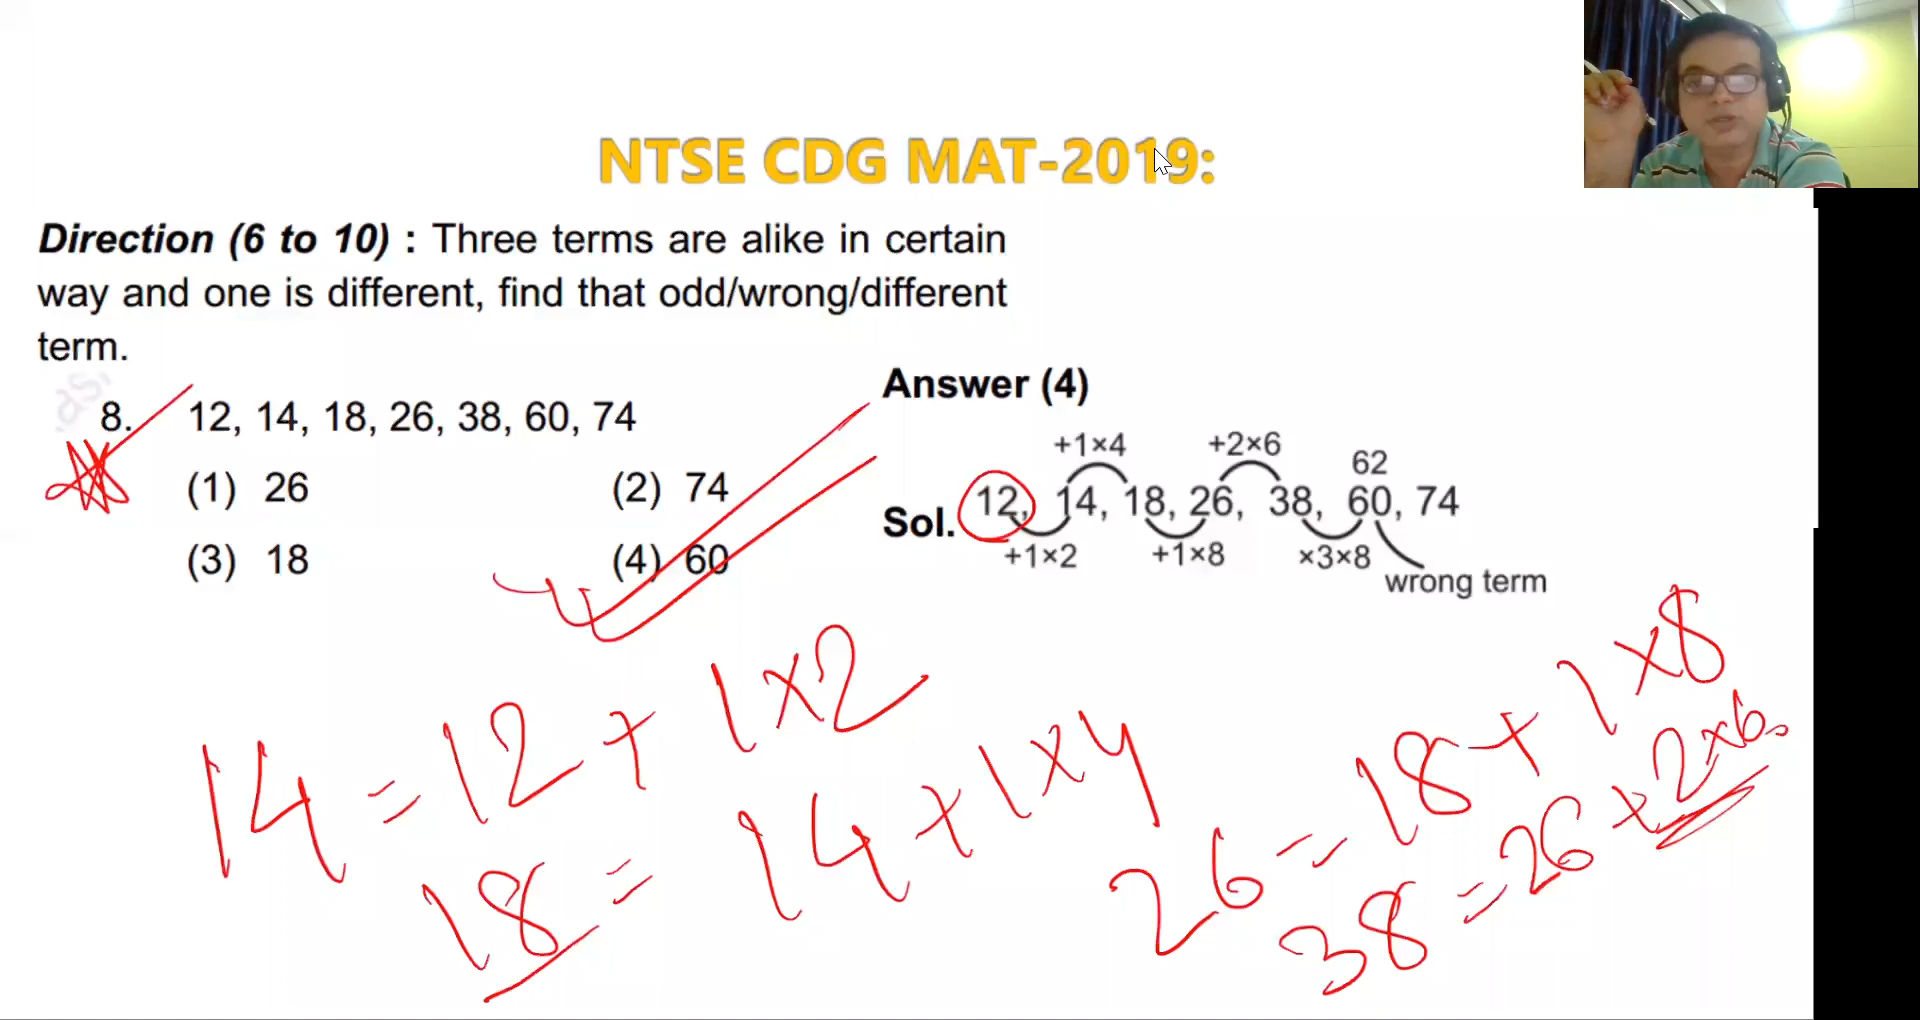 NTSE CDG MAT-2019:
Direction (6 to 10) : Three terms are alike in certain
way and one is different, find that odd/wrong/different
term.
8. 12, 14, 18, 26, 38, 60, 74
(1) 26 (2) 74
(3) 18 (4) 60
Answer (4)
+1×4 +2×6 62
Sol. 12, 14, 18, 26, 38, 60, 74
+1×2 +1×8 ×3×8
wrong term
14 = 12 + 1×2
18 = 14 + 1×4
26 = 18 + 1×8
38 = 26 + 2×6